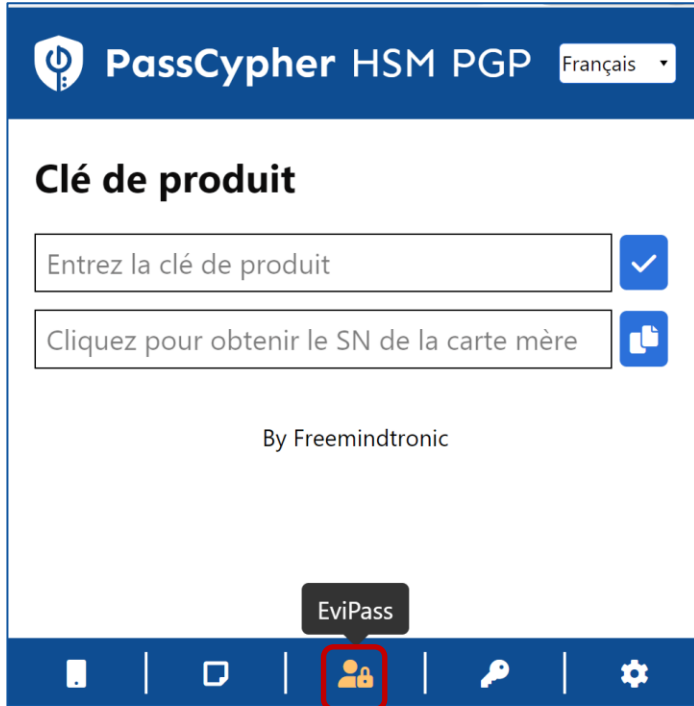 PassCypher HSM PGP
Français
Clé de produit
Entrez la clé de produit
Cliquez pour obtenir le SN de la carte mère
By Freemindtronic
EviPass